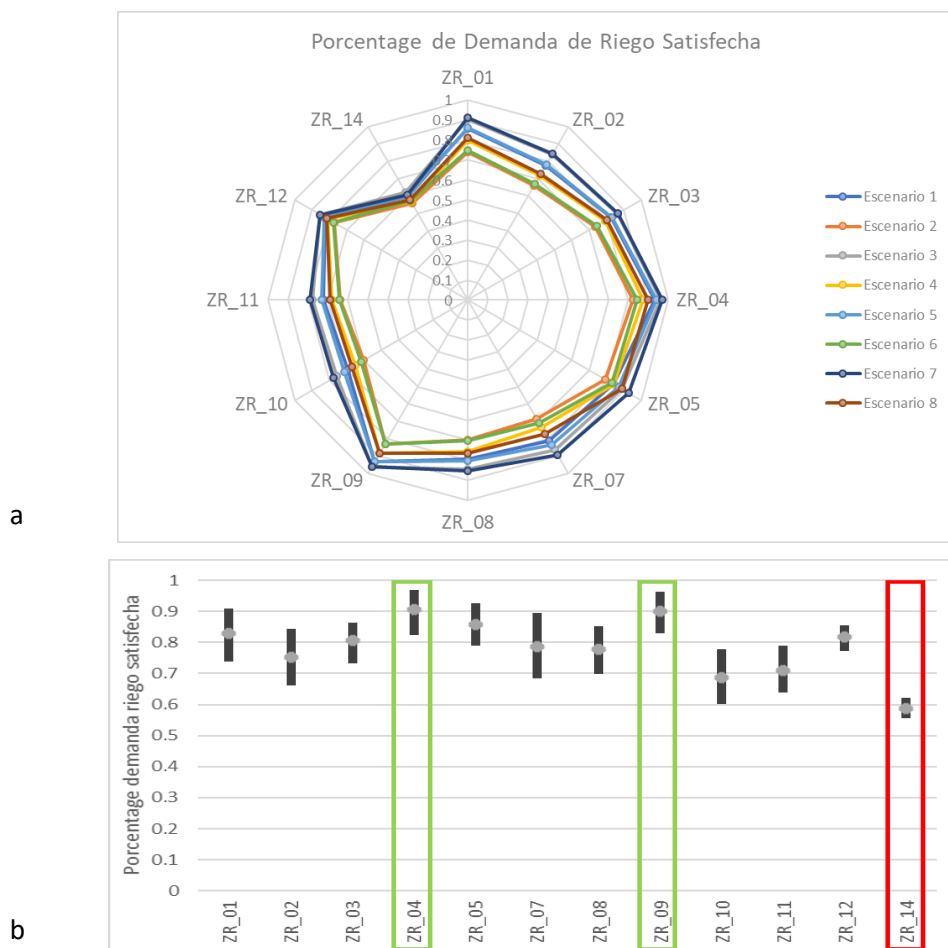 Porcentage de Demanda de Riego Satisfecha
ZR_01
ZR_02
ZR_03
ZR_04
ZR_05
ZR_07
ZR_08
ZR_09
ZR_10
ZR_11
ZR_12
ZR_14
1
0.9
0.8
0.7
0.6
0.5
0.4
0.3
0.2
0.1
0
Escenario 1
Escenario 2
Escenario 3
Escenario 4
Escenario 5
Escenario 6
Escenario 7
Escenario 8
a
Porcentage demanda riego satisfecha
1
0.9
0.8
0.7
0.6
0.5
0.4
0.3
0.2
0.1
0
ZR_01
ZR_02
ZR_03
ZR_04
ZR_05
ZR_07
ZR_08
ZR_09
ZR_10
ZR_11
ZR_12
ZR_14
b